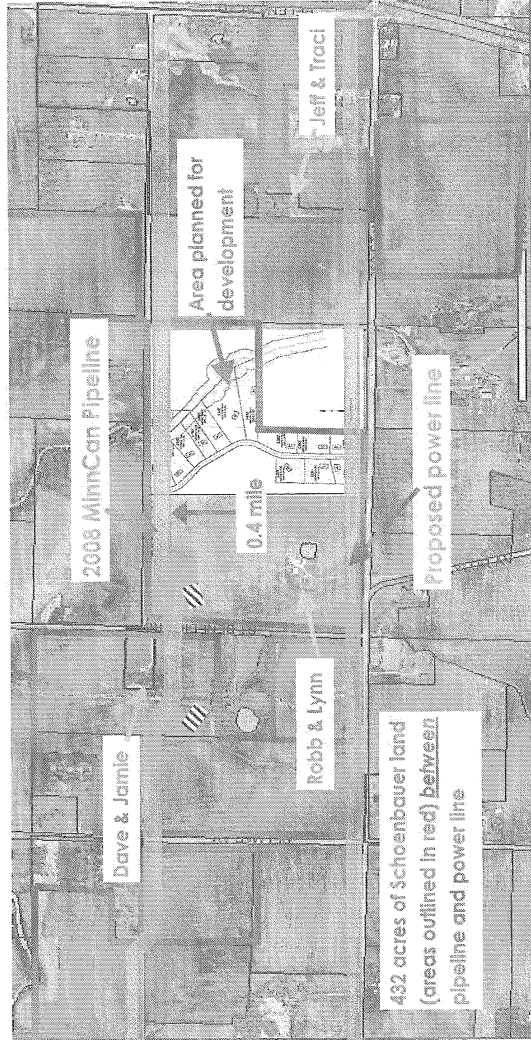 2008 MinnCan Pipeline
Dave & Jamie
Area planned for
development
Jeff & Traci
0.4 mile
Robb & Lynn
Proposed power line
432 acres of Schoenbauer land
(areas outlined in red) between
pipeline and power line